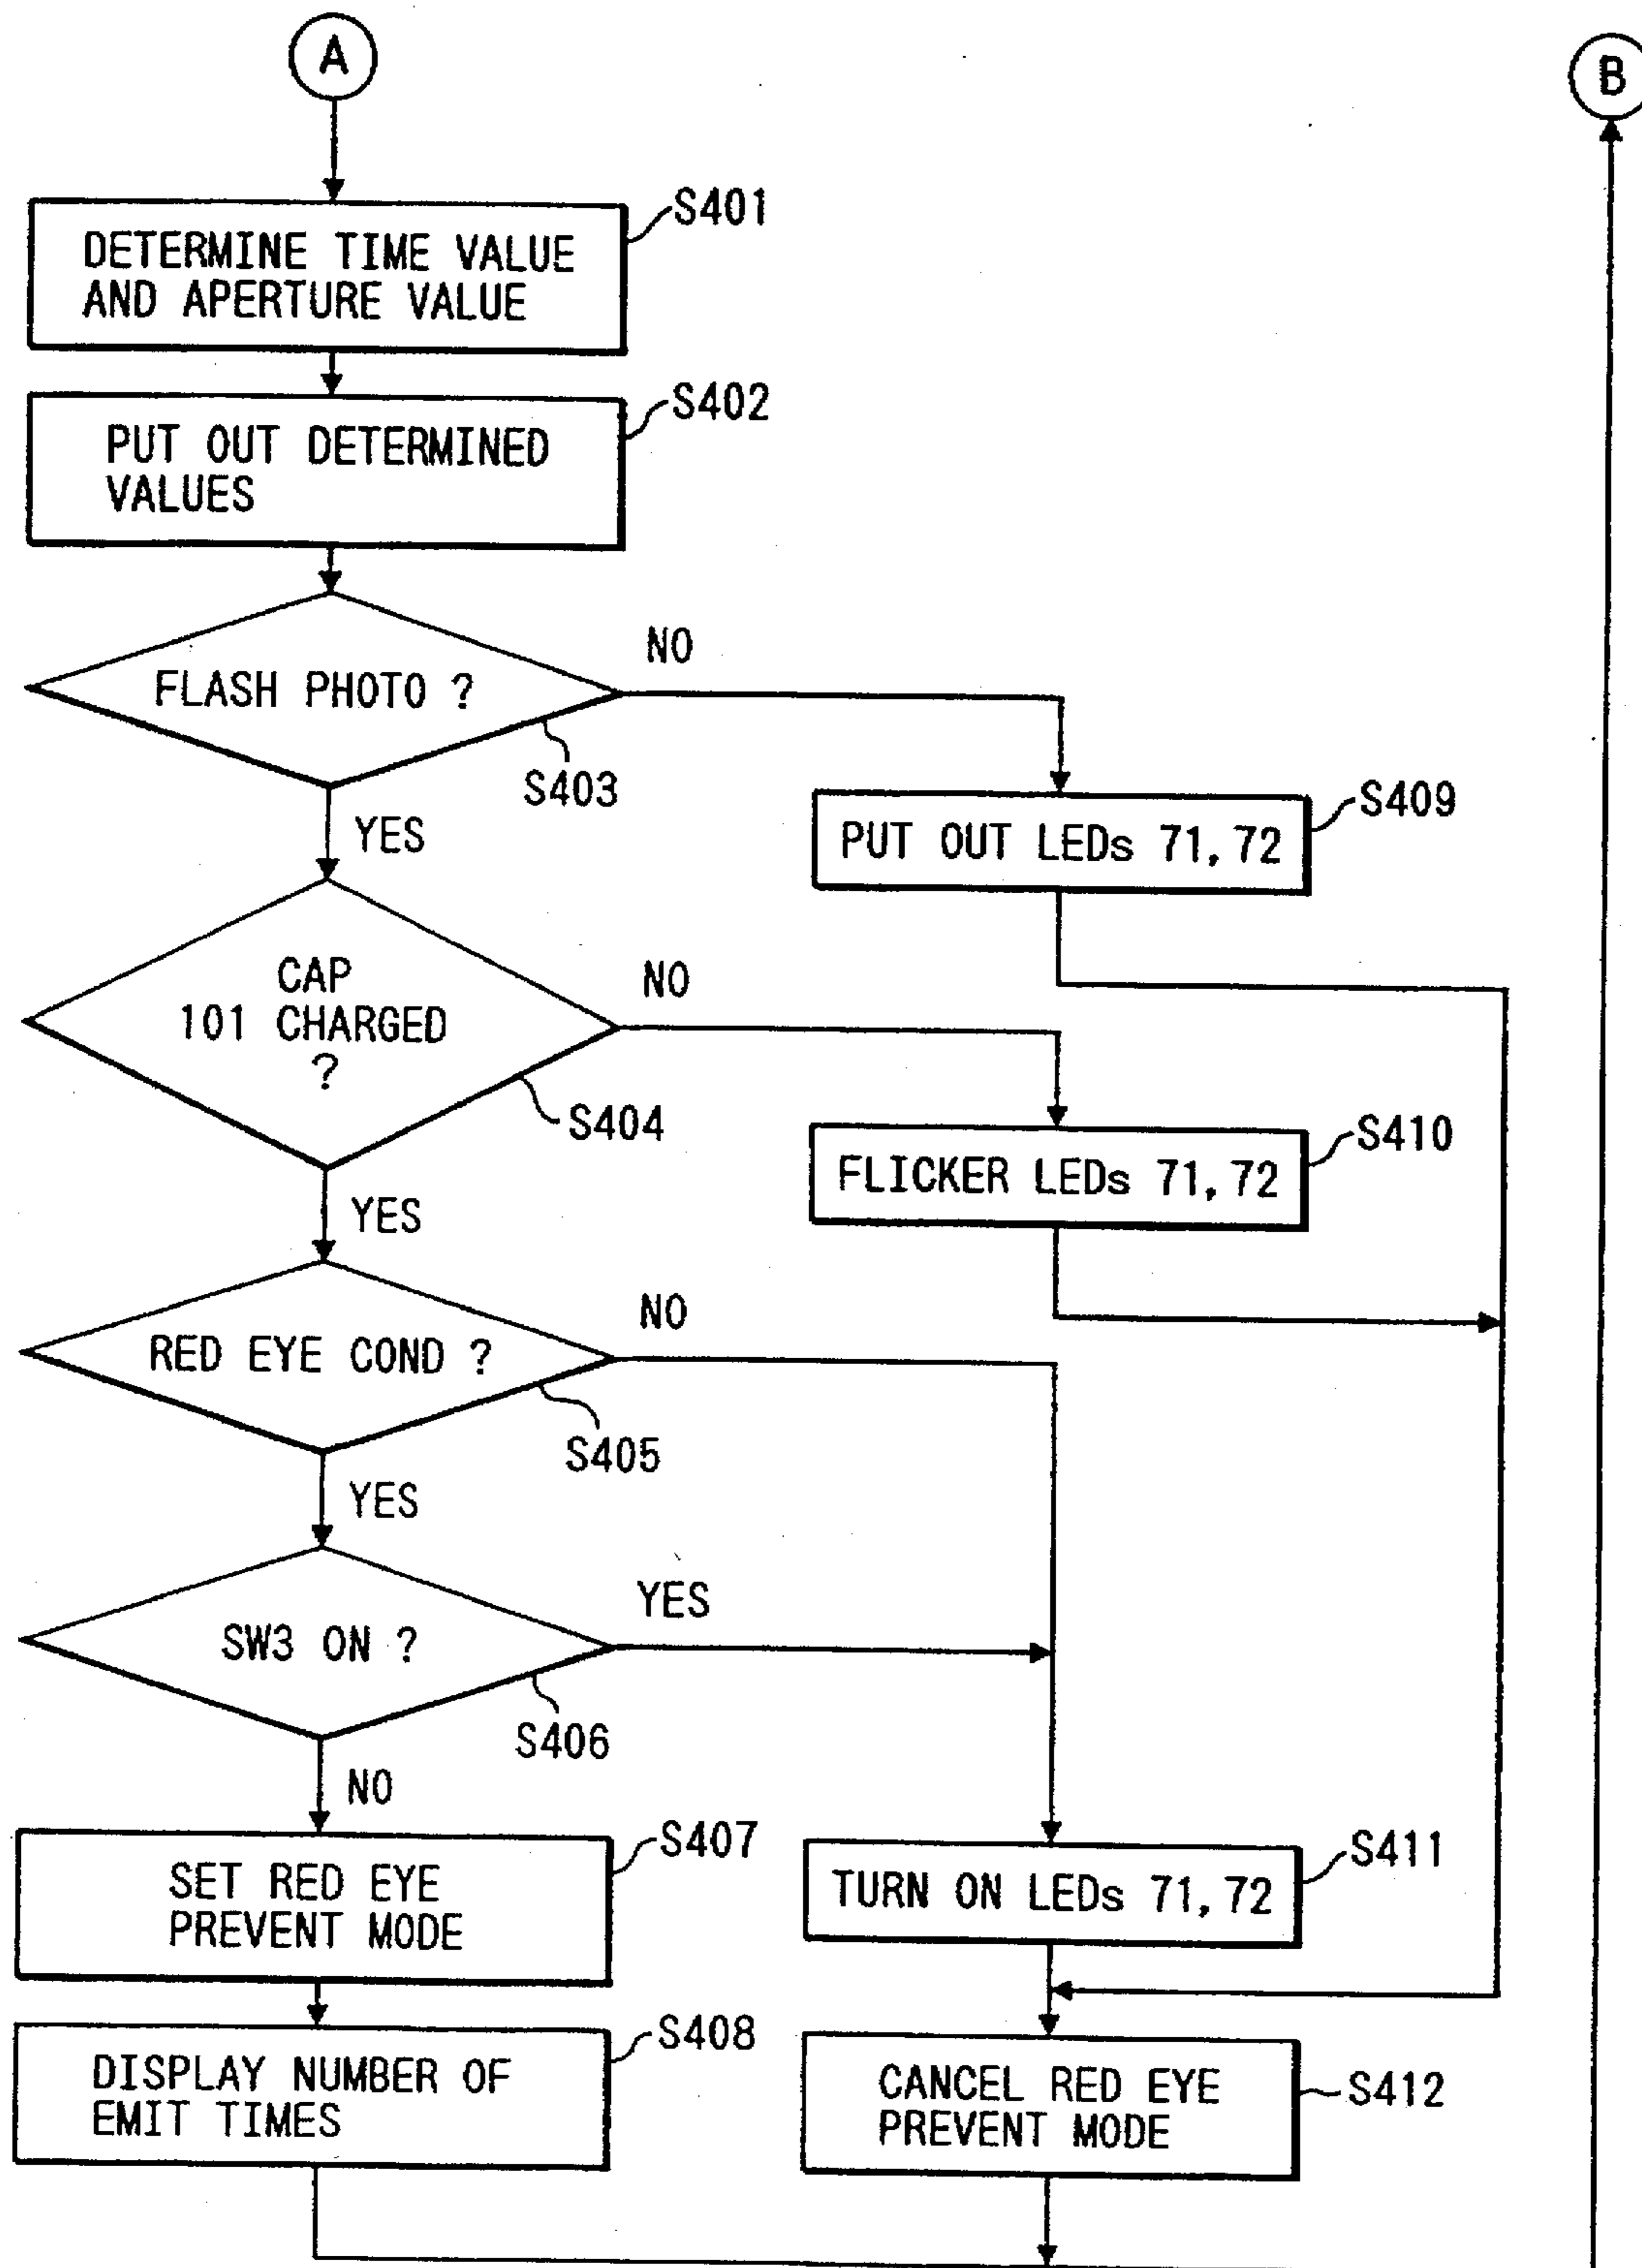 A
B
S401
DETERMINE TIME VALUE
AND APERTURE VALUE
S402
PUT OUT DETERMINED
VALUES
FLASH PHOTO ?
NO
S403
YES
S409
PUT OUT LEDs 71, 72
CAP
101 CHARGED
?
NO
S404
YES
S410
FLICKER LEDs 71, 72
RED EYE COND ?
NO
S405
YES
SW3 ON ?
YES
S406
NO
S407
SET RED EYE
PREVENT MODE
S411
TURN ON LEDs 71, 72
S408
DISPLAY NUMBER OF
EMIT TIMES
S412
CANCEL RED EYE
PREVENT MODE